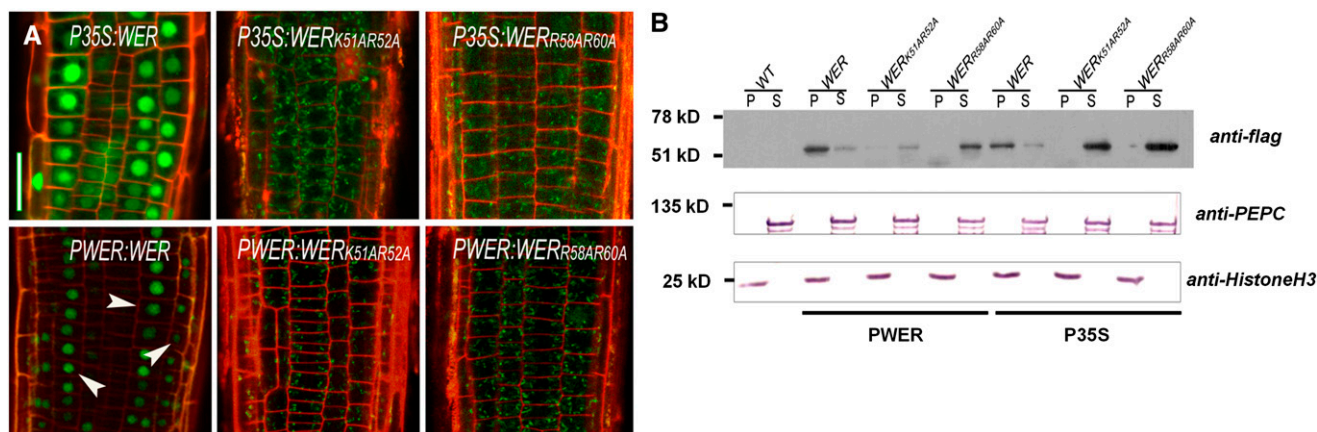 A
P35S:WER
P35S:WERK51AR52A
P35S:WERR58AR60A
PWER:WER
PWER:WERK51AR52A
PWER:WERR58AR60A
B
WT
WER
WERK51AR52A
WERR58AR60A
WER
WERK51AR52A
WERR58AR60A
P S P S P S P S P S P S P S
78 kD
51 kD
anti-flag
135 kD
anti-PEPC
25 kD
anti-HistoneH3
PWER P35S